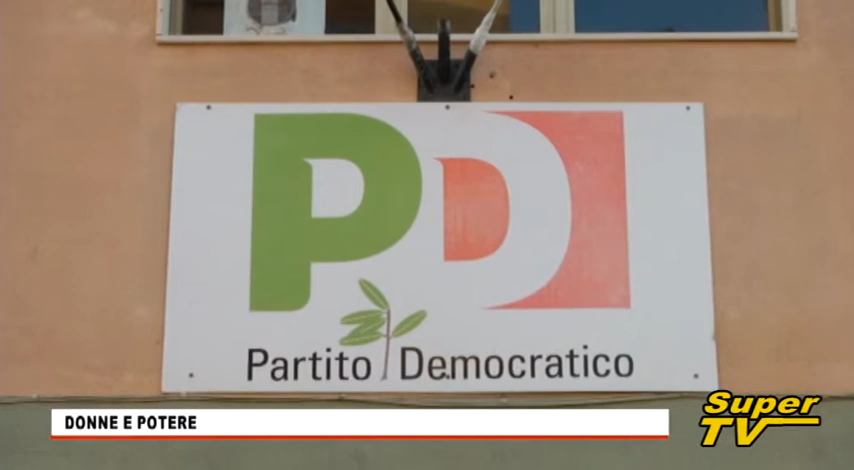 PD
Partito Democratico
DONNE E POTERE
Super
TV